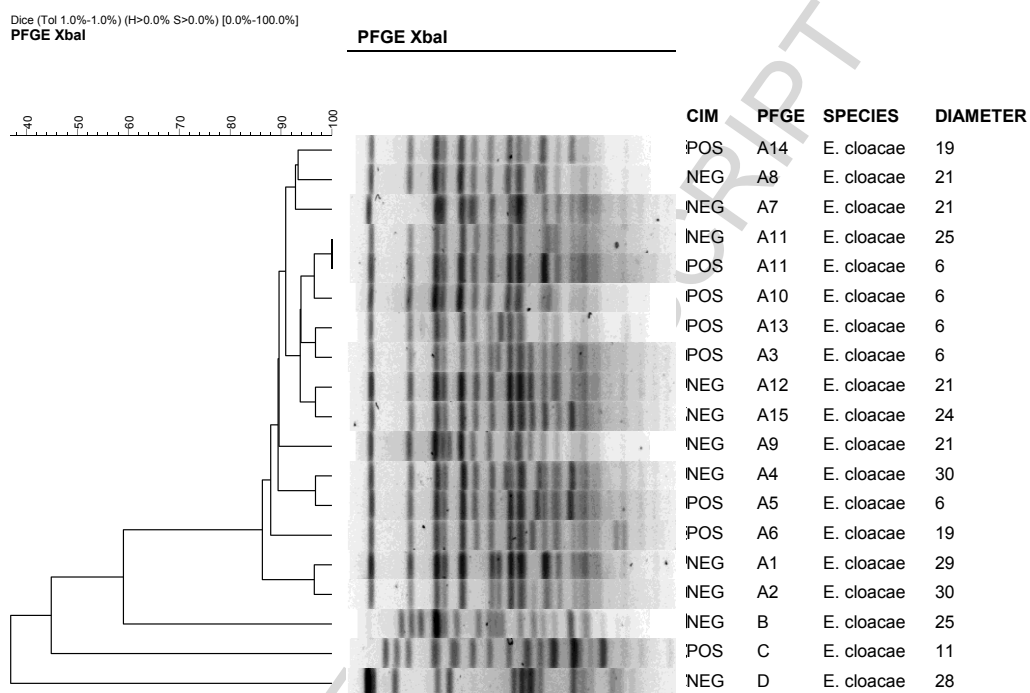 Dice (Tol 1.0%-1.0%) (H>0.0% S>0.0%) [0.0%-100.0%]
PFGE XbaI
PFGE XbaI
40 50 60 70 80 90 100
CIM PFGE SPECIES DIAMETER
POS A14 E. cloacae 19
NEG A8 E. cloacae 21
NEG A7 E. cloacae 21
NEG A11 E. cloacae 25
POS A11 E. cloacae 6
POS A10 E. cloacae 6
POS A13 E. cloacae 6
POS A3 E. cloacae 6
NEG A12 E. cloacae 21
NEG A15 E. cloacae 24
NEG A9 E. cloacae 21
NEG A4 E. cloacae 30
POS A5 E. cloacae 6
POS A6 E. cloacae 19
NEG A1 E. cloacae 29
NEG A2 E. cloacae 30
NEG B E. cloacae 25
POS C E. cloacae 11
NEG D E. cloacae 28